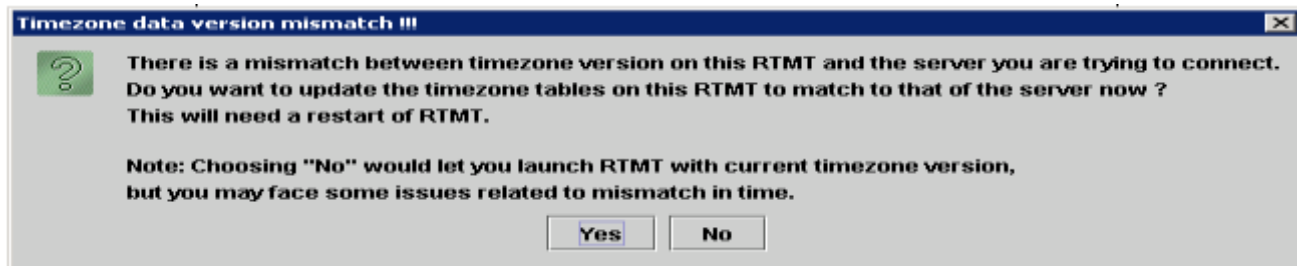 Timezone data version mismatch !!!
There is a mismatch between timezone version on this RTMT and the server you are trying to connect.
Do you want to update the timezone tables on this RTMT to match to that of the server now ?
This will need a restart of RTMT.
Note: Choosing "No" would let you launch RTMT with current timezone version,
but you may face some issues related to mismatch in time.
Yes No